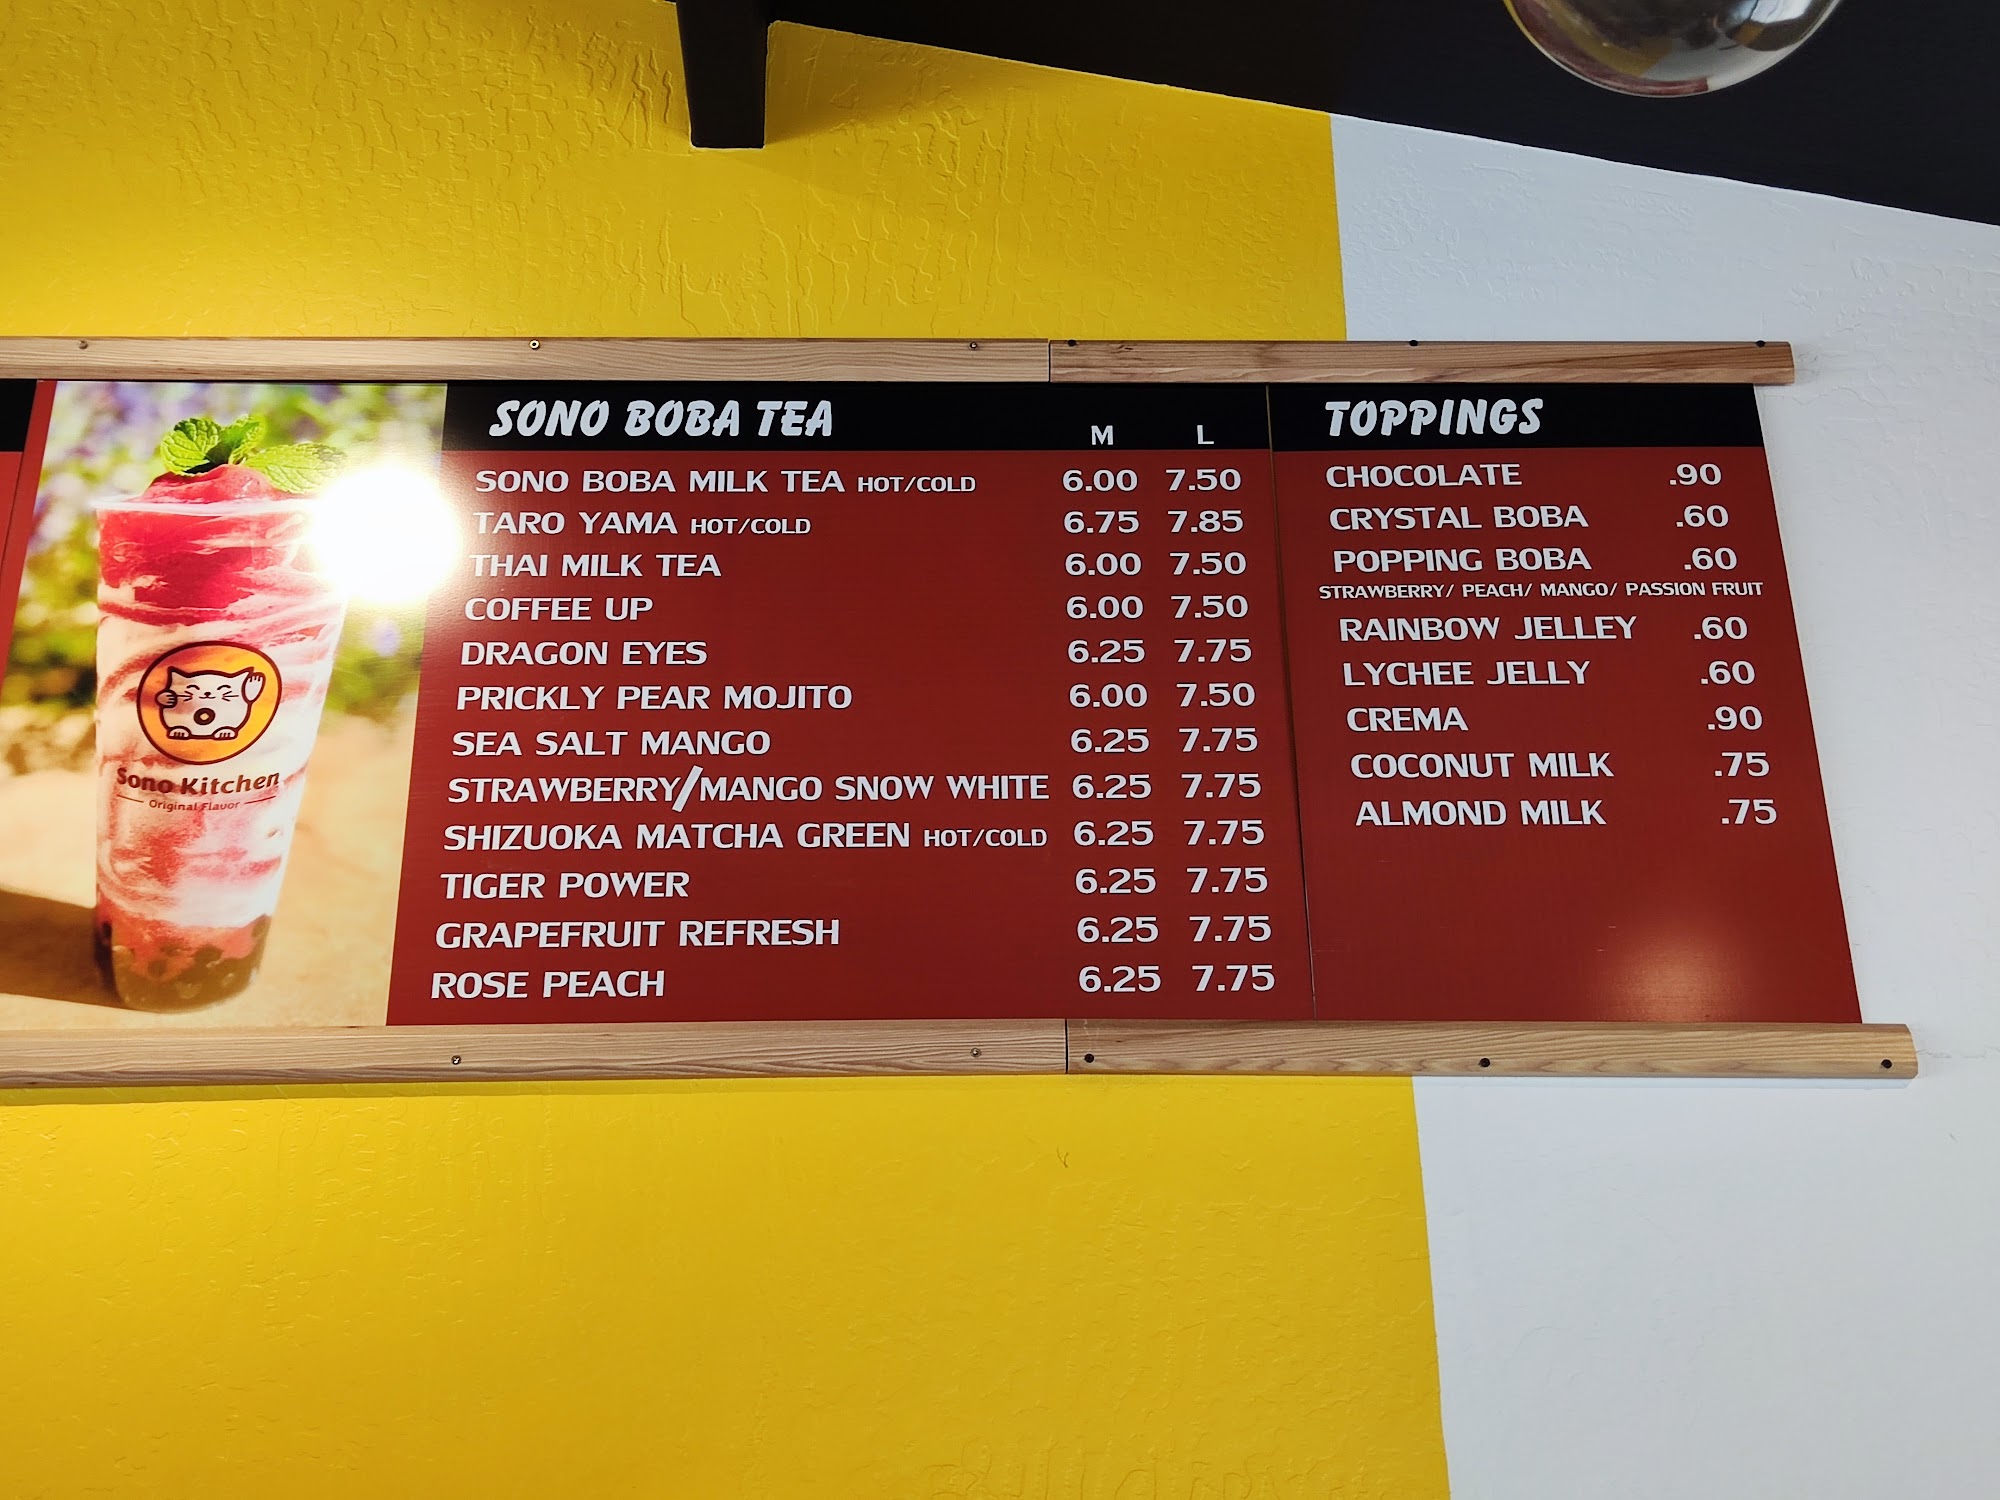 Sono Kitchen
Original Flavor
SONO BOBA TEA
M L
SONO BOBA MILK TEA HOT/COLD 6.00 7.50
TARO YAMA HOT/COLD 6.75 7.85
THAI MILK TEA 6.00 7.50
COFFEE UP 6.00 7.50
DRAGON EYES 6.25 7.75
PRICKLY PEAR MOJITO 6.00 7.50
SEA SALT MANGO 6.25 7.75
STRAWBERRY/MANGO SNOW WHITE 6.25 7.75
SHIZUOKA MATCHA GREEN HOT/COLD 6.25 7.75
TIGER POWER 6.25 7.75
GRAPEFRUIT REFRESH 6.25 7.75
ROSE PEACH 6.25 7.75
TOPPINGS
CHOCOLATE .90
CRYSTAL BOBA .60
POPPING BOBA .60
STRAWBERRY/ PEACH/ MANGO/ PASSION FRUIT
RAINBOW JELLEY .60
LYCHEE JELLY .60
CREMA .90
COCONUT MILK .75
ALMOND MILK .75